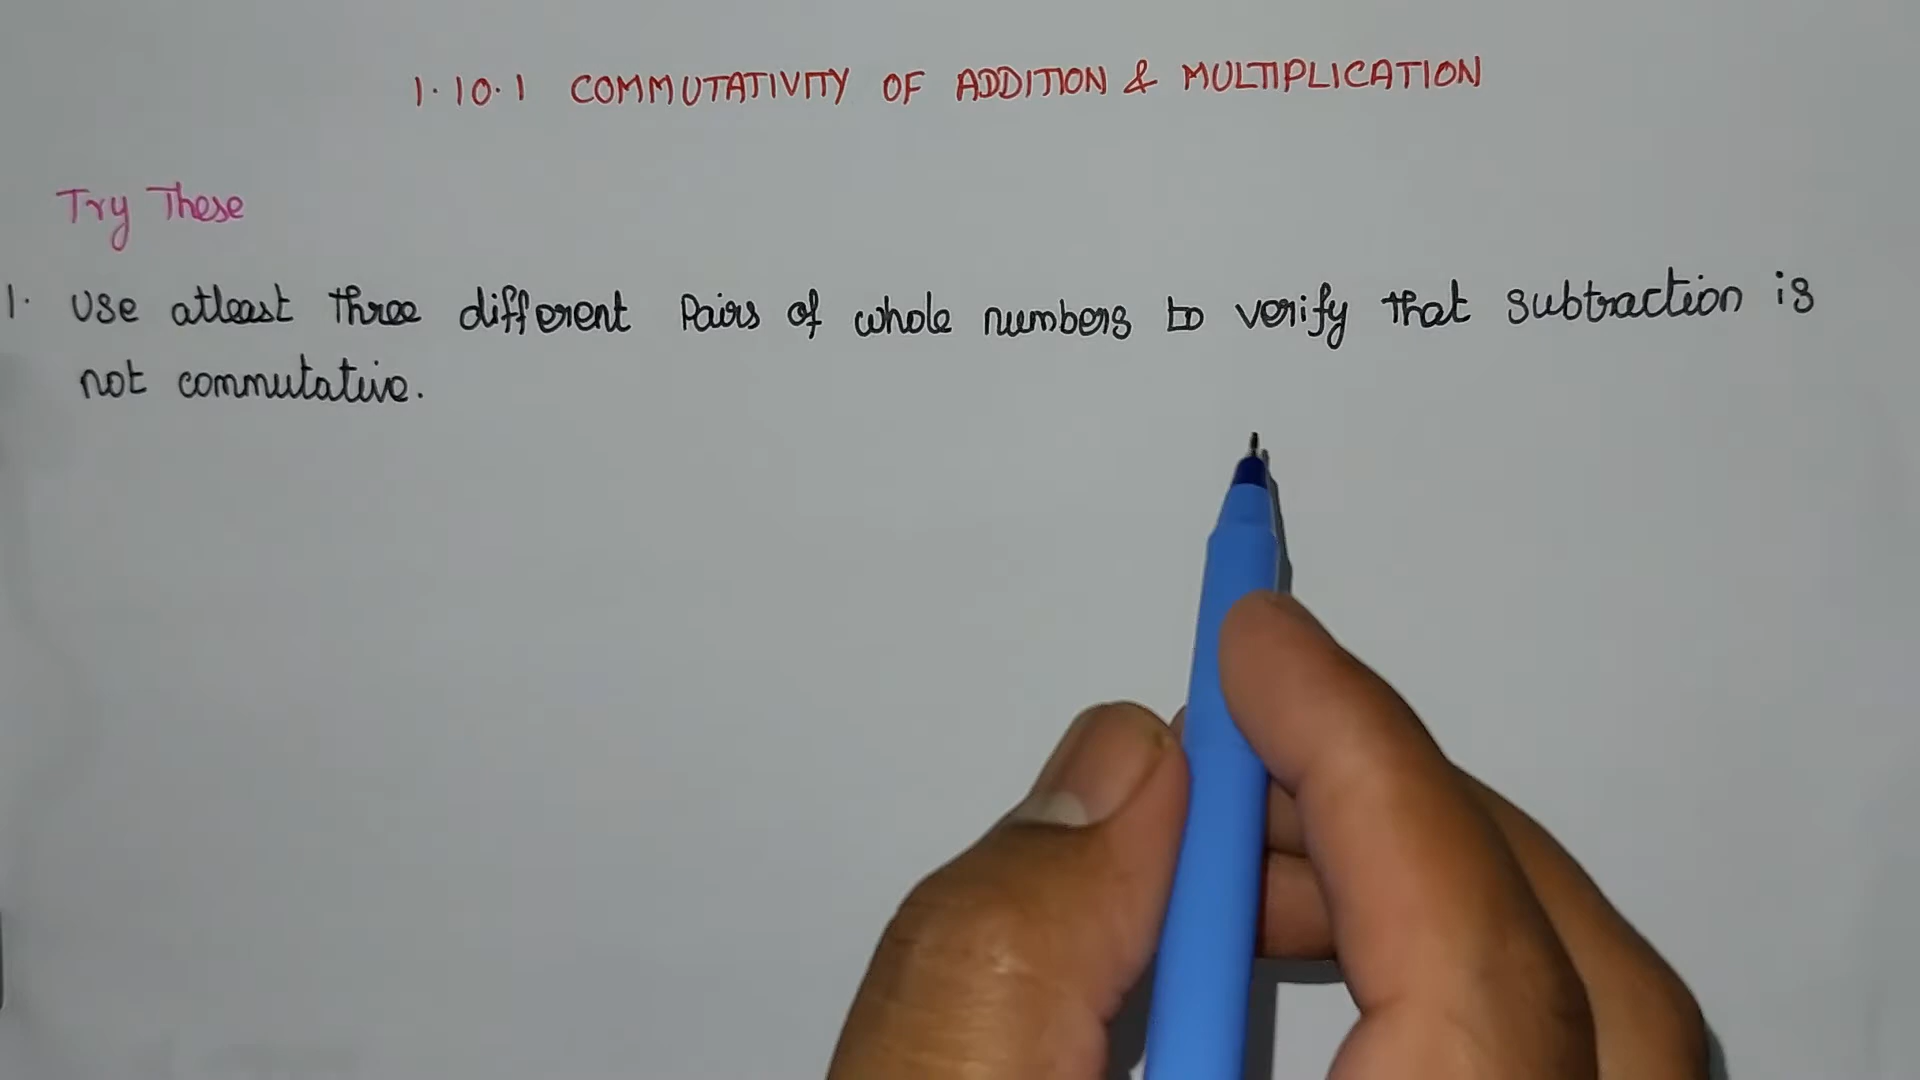 1.10.1 COMMUTATIVITY OF ADDITION & MULTIPLICATION
Try These
1. Use atleast three different Pairs of whole numbers to verify that subtraction is
not commutative.